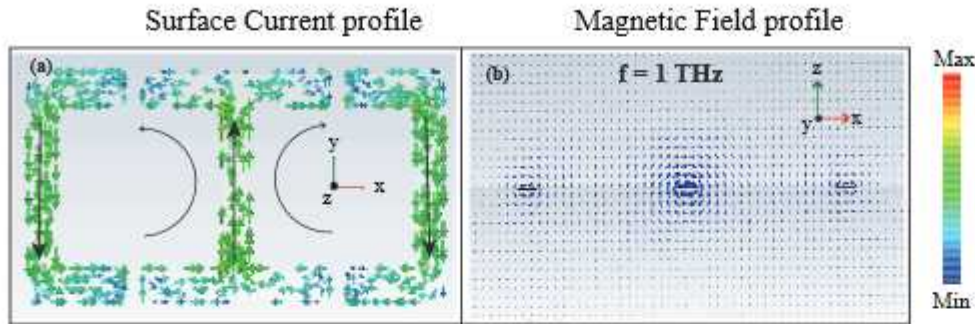 Surface Current profile
Magnetic Field profile
(a)
y
x
z
(b)
f = 1 THz
z
x
y
Max
Min